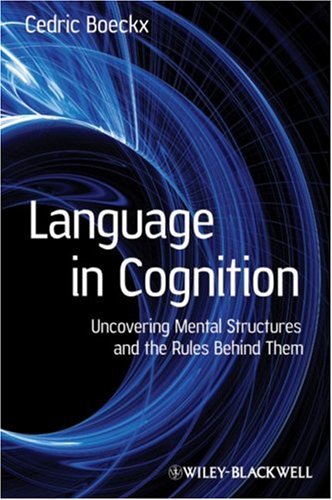 Cedric Boeckx
Language
in Cognition
Uncovering Mental Structures
and the Rules Behind Them
WILEY-BLACKWELL